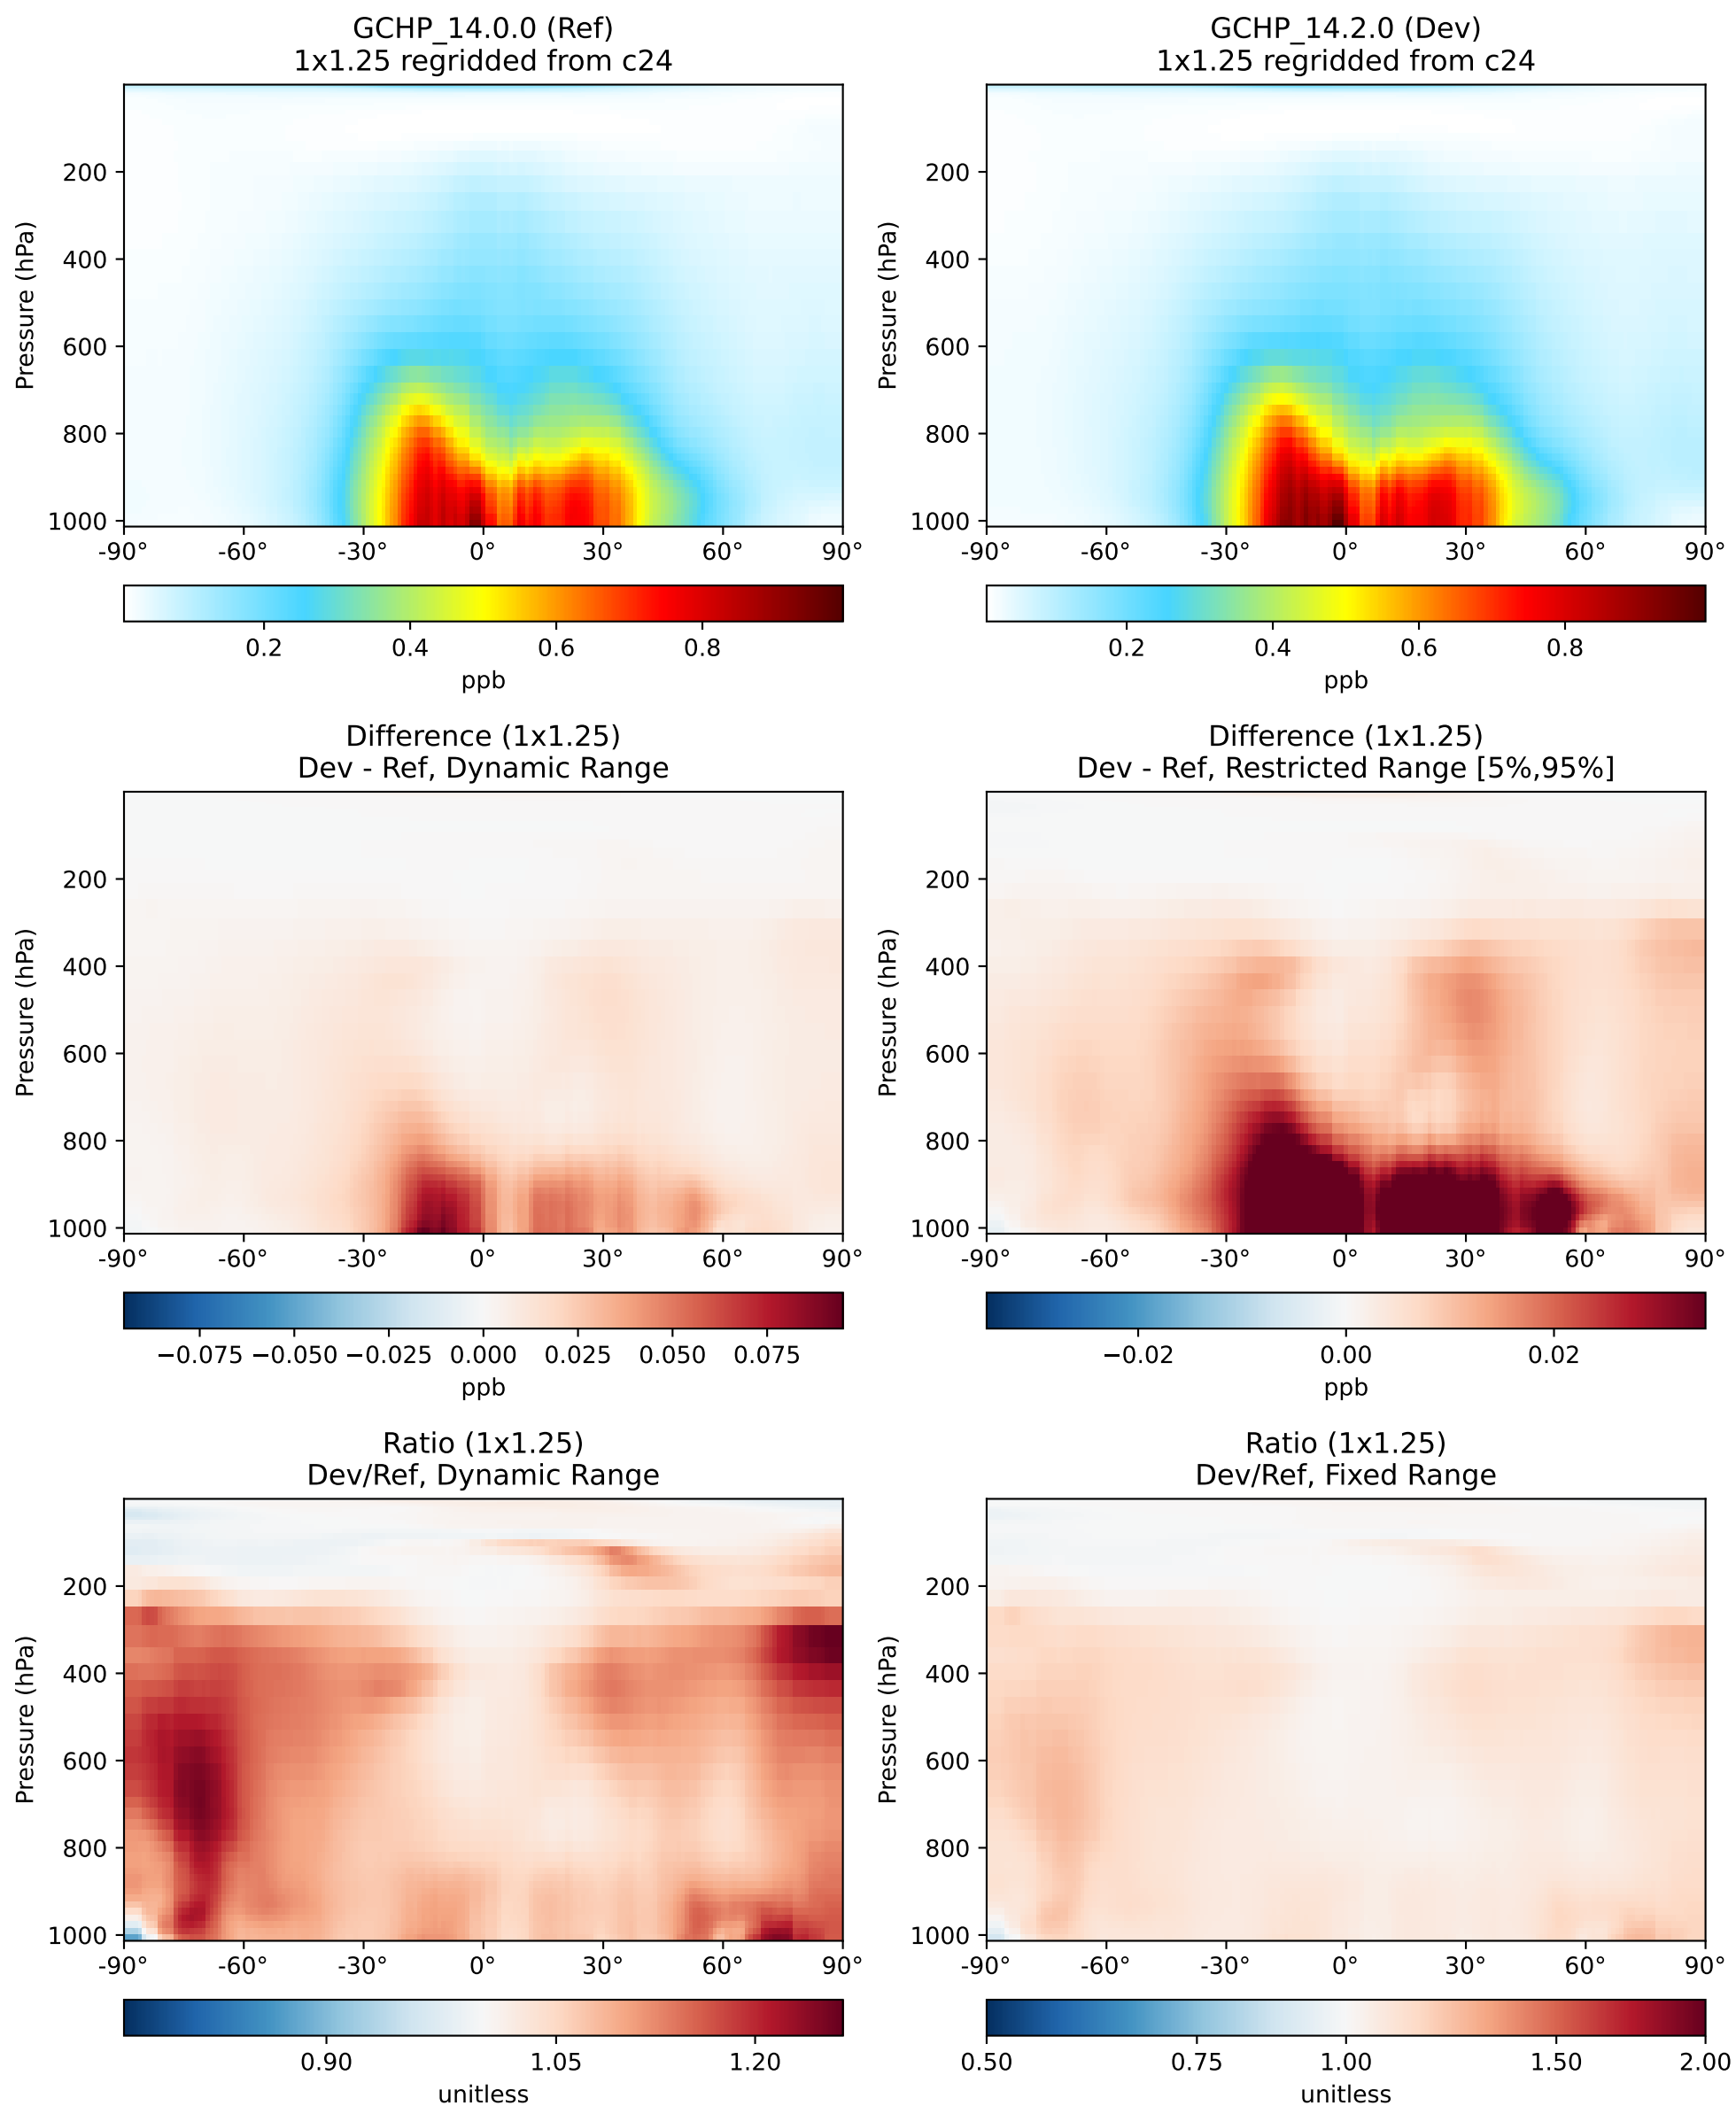 GCHP_14.0.0 (Ref)
1x1.25 regridded from c24
Pressure (hPa)
200
400
600
800
1000
-90° -60° -30° 0° 30° 60° 90°
0.2 0.4 0.6 0.8
ppb
GCHP_14.2.0 (Dev)
1x1.25 regridded from c24
Pressure (hPa)
200
400
600
800
1000
-90° -60° -30° 0° 30° 60° 90°
0.2 0.4 0.6 0.8
ppb
Difference (1x1.25)
Dev - Ref, Dynamic Range
Pressure (hPa)
200
400
600
800
1000
-90° -60° -30° 0° 30° 60° 90°
−0.075 −0.050 −0.025 0.000 0.025 0.050 0.075
ppb
Difference (1x1.25)
Dev - Ref, Restricted Range [5%,95%]
Pressure (hPa)
200
400
600
800
1000
-90° -60° -30° 0° 30° 60° 90°
−0.02 0.00 0.02
ppb
Ratio (1x1.25)
Dev/Ref, Dynamic Range
Pressure (hPa)
200
400
600
800
1000
-90° -60° -30° 0° 30° 60° 90°
0.90 1.05 1.20
unitless
Ratio (1x1.25)
Dev/Ref, Fixed Range
Pressure (hPa)
200
400
600
800
1000
-90° -60° -30° 0° 30° 60° 90°
0.50 0.75 1.00 1.50 2.00
unitless